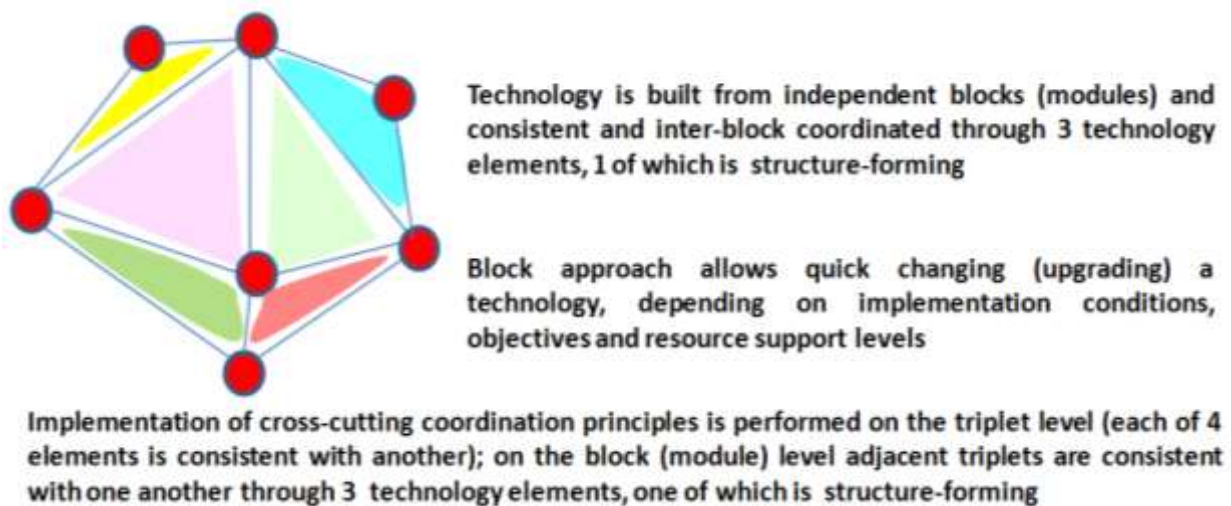 Technology is built from independent blocks (modules) and
consistent and inter-block coordinated through 3 technology
elements, 1 of which is structure-forming
Block approach allows quick changing (upgrading) a
technology, depending on implementation conditions,
objectives and resource support levels
Implementation of cross-cutting coordination principles is performed on the triplet level (each of 4
elements is consistent with another); on the block (module) level adjacent triplets are consistent
with one another through 3 technology elements, one of which is structure-forming